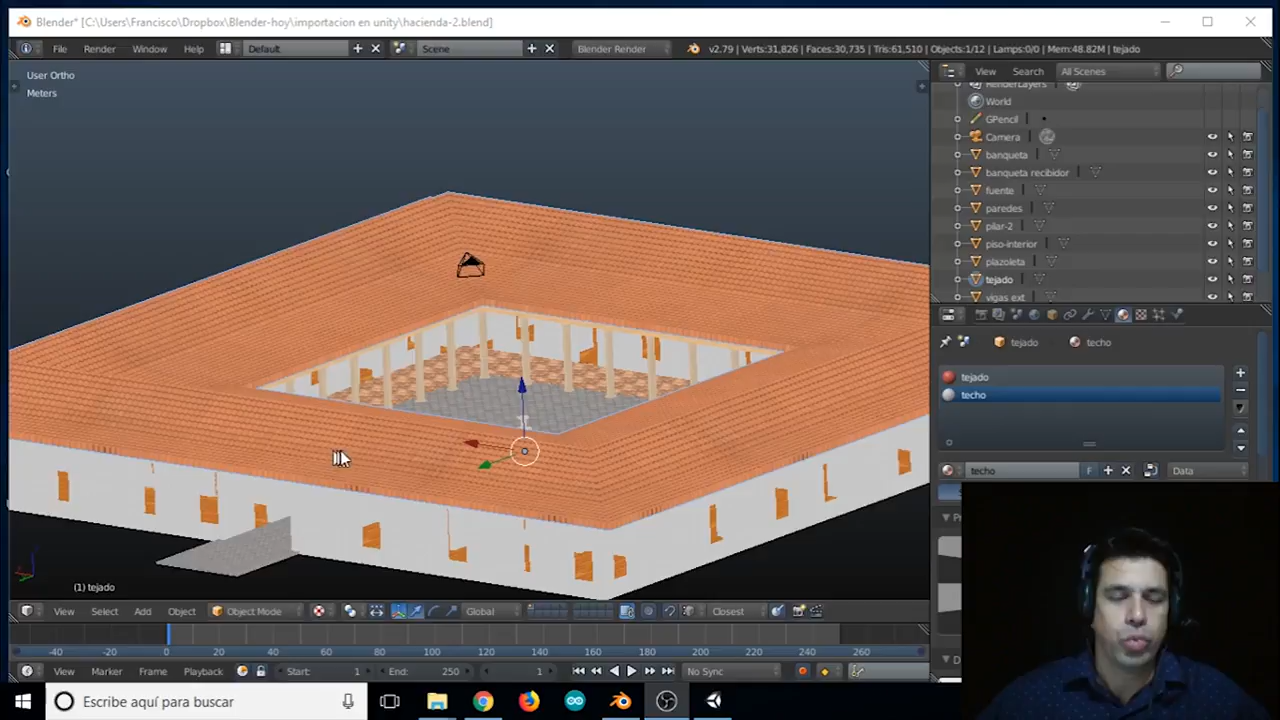 Blender* [C:\Users\Francisco\Dropbox\Blender-hoy\importacion en unity\hacienda-2.blend]
File Render Window Help Default Scene Blender Render v2.79 | Verts:31,826 | Faces:30,735 | Tris:61,510 | Objects:1/12 | Lamps:0/0 | Mem:48.82M | tejado
User Ortho
Meters
View Search All Scenes
RenderLayers
World
GPencil
Camera
banqueta
banqueta recibidor
fuente
paredes
pilar-2
piso-interior
plazoleta
tejado
vigas ext
tejado techo
tejado
techo
techo F Data
(1) tejado
View Select Add Object Object Mode Global Closest
-40 -20 0 20 40 60 80 100 120 140 160 180 200 220 240 260
View Marker Frame Playback Start: 1 End: 250 1 No Sync
Escribe aquí para buscar